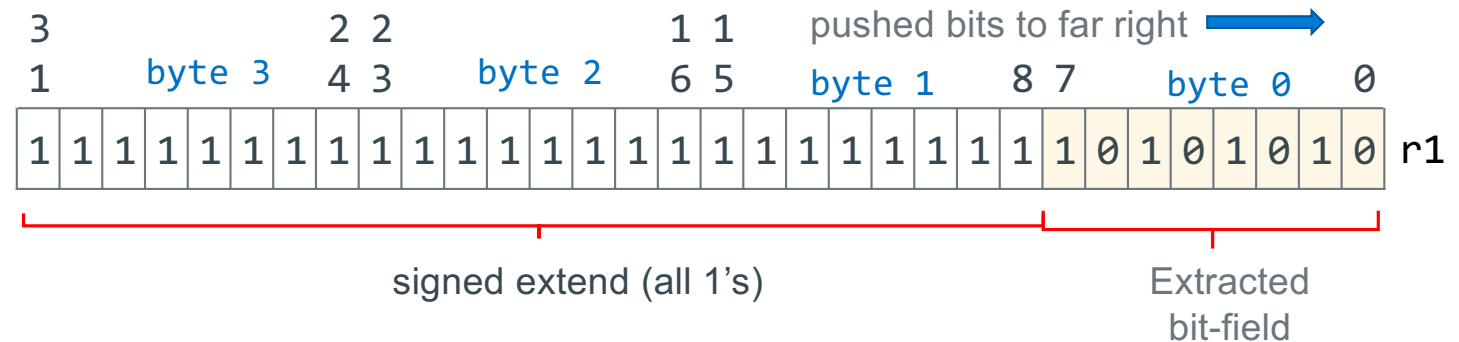 3 2 2 1 1 pushed bits to far right
1 byte 3 4 3 byte 2 6 5 byte 1 8 7 byte 0 0
1 1 1 1 1 1 1 1 1 1 1 1 1 1 1 1 1 1 1 1 1 1 1 1 1 0 1 0 1 0 1 0 r1
signed extend (all 1’s) Extracted
bit-field